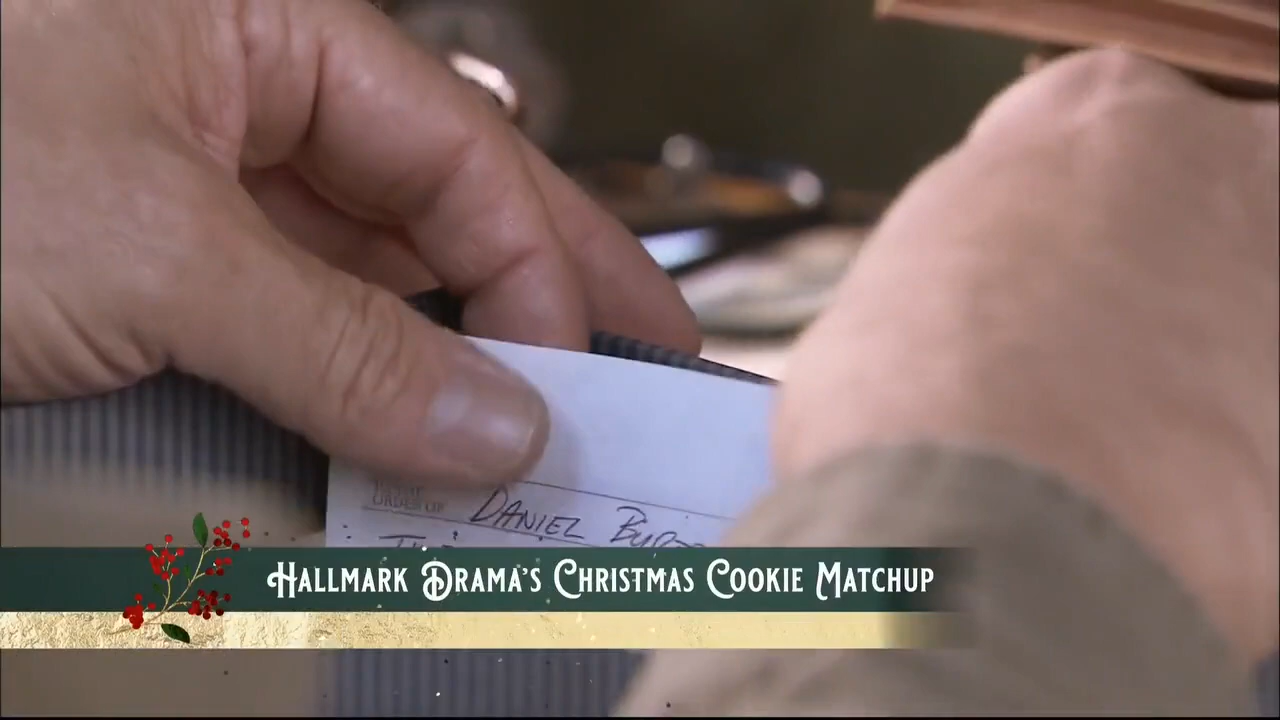 ORDER OF DANIEL
HALLMARK DRAMA'S CHRISTMAS COOKIE MATCHUP